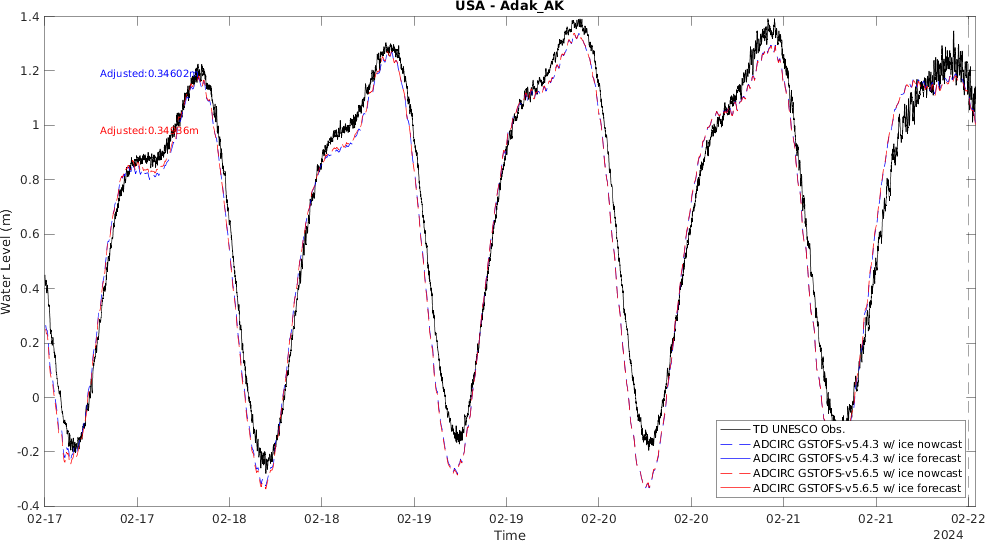 USA - Adak_AK
1.4
1.2
1
0.8
0.6
0.4
0.2
0
-0.2
-0.4
Water Level (m)
Adjusted:0.34602m
TD UNESCO Obs.
ADCIRC GSTOFS-v5.4.3 w/ ice nowcast
ADCIRC GSTOFS-v5.4.3 w/ ice forecast
ADCIRC GSTOFS-v5.6.5 w/ ice nowcast
ADCIRC GSTOFS-v5.6.5 w/ ice forecast
02-17 02-17 02-18 02-18 02-19 02-19 02-20 02-20 02-21 02-21 02-22
2024
Time